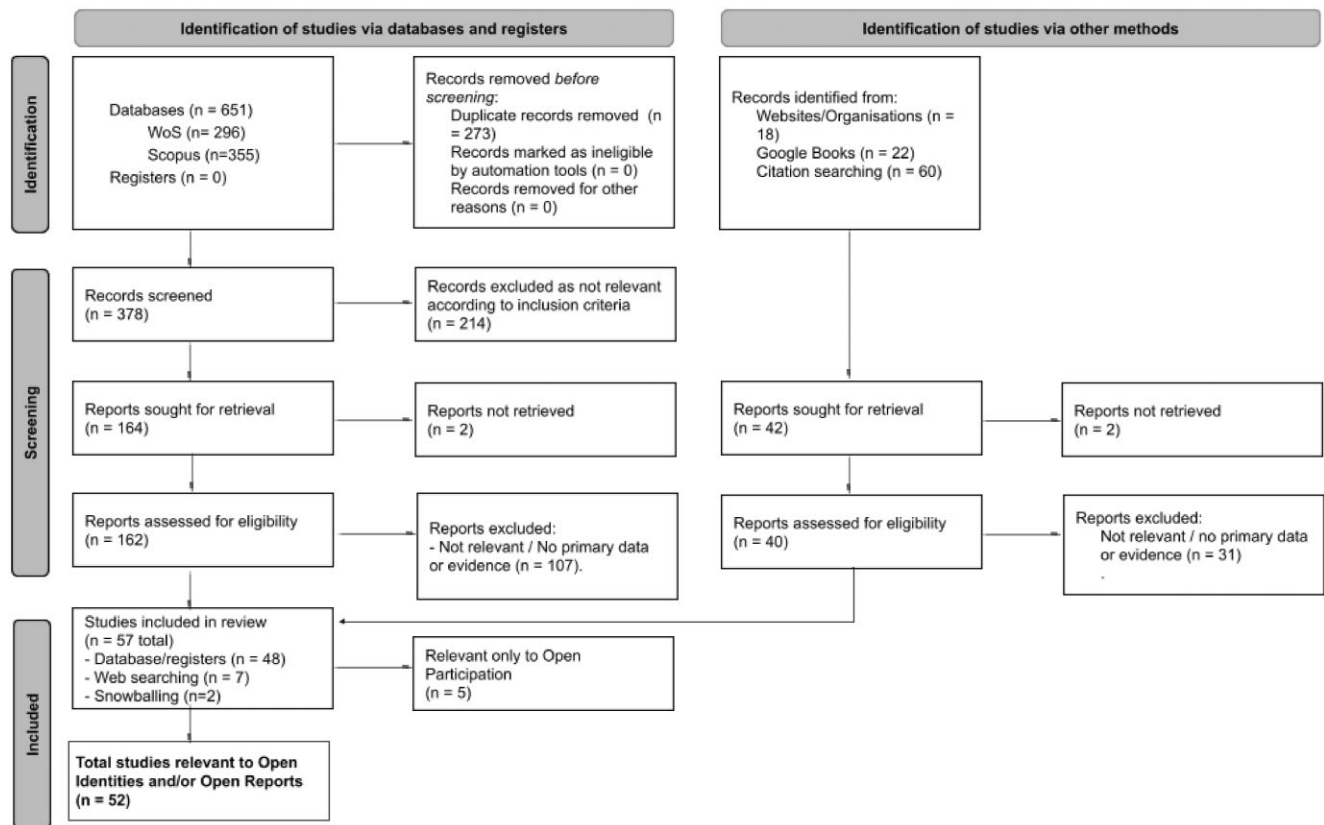 Identification of studies via databases and registers
Identification of studies via other methods
Identification
Databases (n = 651)
WoS (n= 296)
Scopus (n=355)
Registers (n = 0)
Records removed before
screening:
Duplicate records removed (n
= 273)
Records marked as ineligible
by automation tools (n = 0)
Records removed for other
reasons (n = 0)
Records identified from:
Websites/Organisations (n =
18)
Google Books (n = 22)
Citation searching (n = 60)
Screening
Records screened
(n = 378)
Records excluded as not relevant
according to inclusion criteria
(n = 214)
Reports sought for retrieval
(n = 164)
Reports not retrieved
(n = 2)
Reports sought for retrieval
(n = 42)
Reports not retrieved
(n = 2)
Reports assessed for eligibility
(n = 162)
Reports excluded:
- Not relevant / No primary data
or evidence (n = 107).
Reports assessed for eligibility
(n = 40)
Reports excluded:
Not relevant / no primary data
or evidence (n = 31)
.
Included
Studies included in review
(n = 57 total)
- Database/registers (n = 48)
- Web searching (n = 7)
- Snowballing (n=2)
Relevant only to Open
Participation
(n = 5)
Total studies relevant to Open
Identities and/or Open Reports
(n = 52)